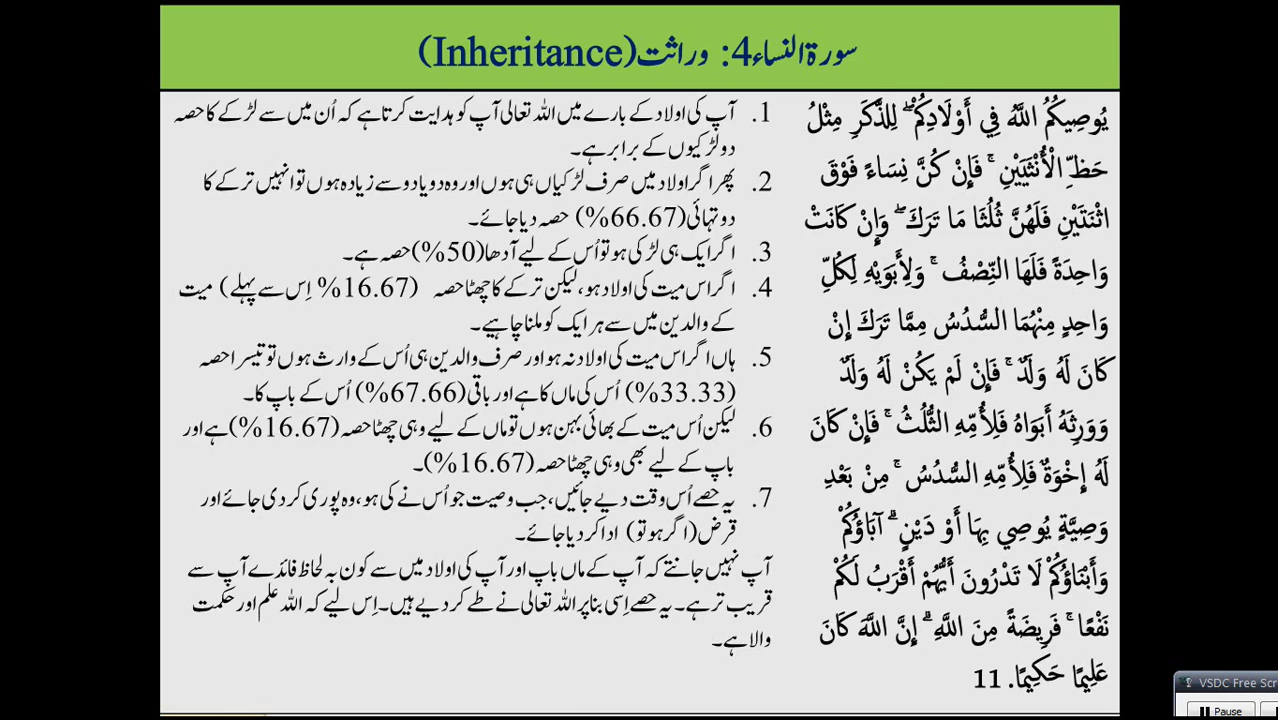 سورۃ النساء4: وراثت(Inheritance)
يُوصِيكُمُ اللَّهُ فِي أَوْلَادِكُمْ ۖ لِلذَّكَرِ مِثْلُ
حَظِّ الْأُنْثَيَيْنِ ۚ فَإِنْ كُنَّ نِسَاءً فَوْقَ
اثْنَتَيْنِ فَلَهُنَّ ثُلُثَا مَا تَرَكَ ۖ وَإِنْ كَانَتْ
وَاحِدَةً فَلَهَا النِّصْفُ ۚ وَلِأَبَوَيْهِ لِكُلِّ
وَاحِدٍ مِنْهُمَا السُّدُسُ مِمَّا تَرَكَ إِنْ
كَانَ لَهُ وَلَدٌ ۚ فَإِنْ لَمْ يَكُنْ لَهُ وَلَدٌ
وَوَرِثَهُ أَبَوَاهُ فَلِأُمِّهِ الثُّلُثُ ۚ فَإِنْ كَانَ
لَهُ إِخْوَةٌ فَلِأُمِّهِ السُّدُسُ ۚ مِنْ بَعْدِ
وَصِيَّةٍ يُوصِي بِهَا أَوْ دَيْنٍ ۗ آبَاؤُكُمْ
وَأَبْنَاؤُكُمْ لَا تَدْرُونَ أَيُّهُمْ أَقْرَبُ لَكُمْ
نَفْعًا ۚ فَرِيضَةً مِنَ اللَّهِ ۗ إِنَّ اللَّهَ كَانَ
عَلِيمًا حَكِيمًا. 11
1. آپ کی اولاد کے بارے میں اللہ تعالی آپ کو ہدایت کرتا ہے کہ اُن میں سے لڑکے کا حصہ
دو لڑکیوں کے برابر ہے۔
2. پھر اگر اولاد میں صرف لڑکیاں ہی ہوں اور وہ دو یا دو سے زیادہ ہوں تو انہیں ترکے کا
دو تہائی(66.67%) حصہ دیا جائے۔
3. اگر ایک ہی لڑکی ہو تو اُس کے لیے آدھا(50%) حصہ ہے۔
4. اگر اس میت کی اولاد ہو، لیکن ترکے کا چھٹا حصہ (16.67% اِس سے پہلے) میت
کے والدین میں سے ہر ایک کو ملنا چاہیے۔
5. ہاں اگر اس میت کی اولاد نہ ہو اور صرف والدین ہی اُس کے وارث ہوں تو تیسرا حصہ
(33.33%) اُس کی ماں کا ہے اور باقی (67.66%) اُس کے باپ کا۔
6. لیکن اُس میت کے بھائی بہن ہوں تو ماں کے لیے وہی چھٹا حصہ (16.67%) ہے اور
باپ کے لیے بھی وہی چھٹا حصہ (16.67%)۔
7. یہ حصے اُس وقت دیے جائیں، جب وصیت جو اُس نے کی ہو، وہ پوری کر دی جائے اور
قرض (اگر ہو تو) ادا کر دیا جائے۔
آپ نہیں جانتے کہ آپ کے ماں باپ اور آپ کی اولاد میں سے کون بہ لحاظ فائدے آپ سے
قریب تر ہے۔ یہ حصے اِسی بنا پر اللہ تعالی نے طے کر دیے ہیں۔ اِس لیے کہ اللہ علم اور حکمت
والا ہے۔
VSDC Free Scr
Pause